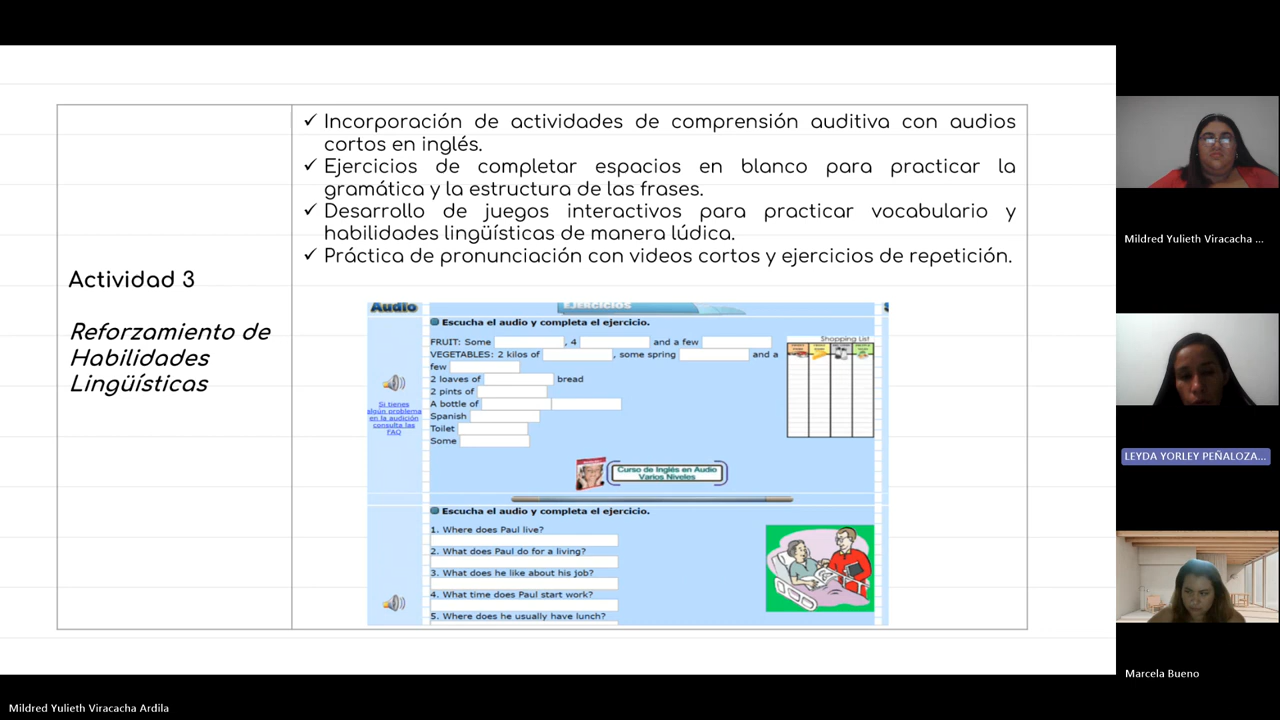 Actividad 3
Reforzamiento de
Habilidades
Lingüísticas
✓ Incorporación de actividades de comprensión auditiva con audios
cortos en inglés.
✓ Ejercicios de completar espacios en blanco para practicar la
gramática y la estructura de las frases.
✓ Desarrollo de juegos interactivos para practicar vocabulario y
habilidades lingüísticas de manera lúdica.
✓ Práctica de pronunciación con videos cortos y ejercicios de repetición.
Audio
Ejercicios
Escucha el audio y completa el ejercicio.
FRUIT: Some , 4 and a few
VEGETABLES: 2 kilos of , some spring and a
few
2 loaves of bread
2 pints of
A bottle of
Spanish
Toilet
Some
Si tienes
algún problema
en la audición
consulta las
FAQ
Shopping List
Curso de Inglés en Audio
Varios Niveles
Escucha el audio y completa el ejercicio.
1. Where does Paul live?
2. What does Paul do for a living?
3. What does he like about his job?
4. What time does Paul start work?
5. Where does he usually have lunch?
Mildred Yulieth Viracacha ...
LEYDA YORLEY PEÑALOZA...
Marcela Bueno
Mildred Yulieth Viracacha Ardila